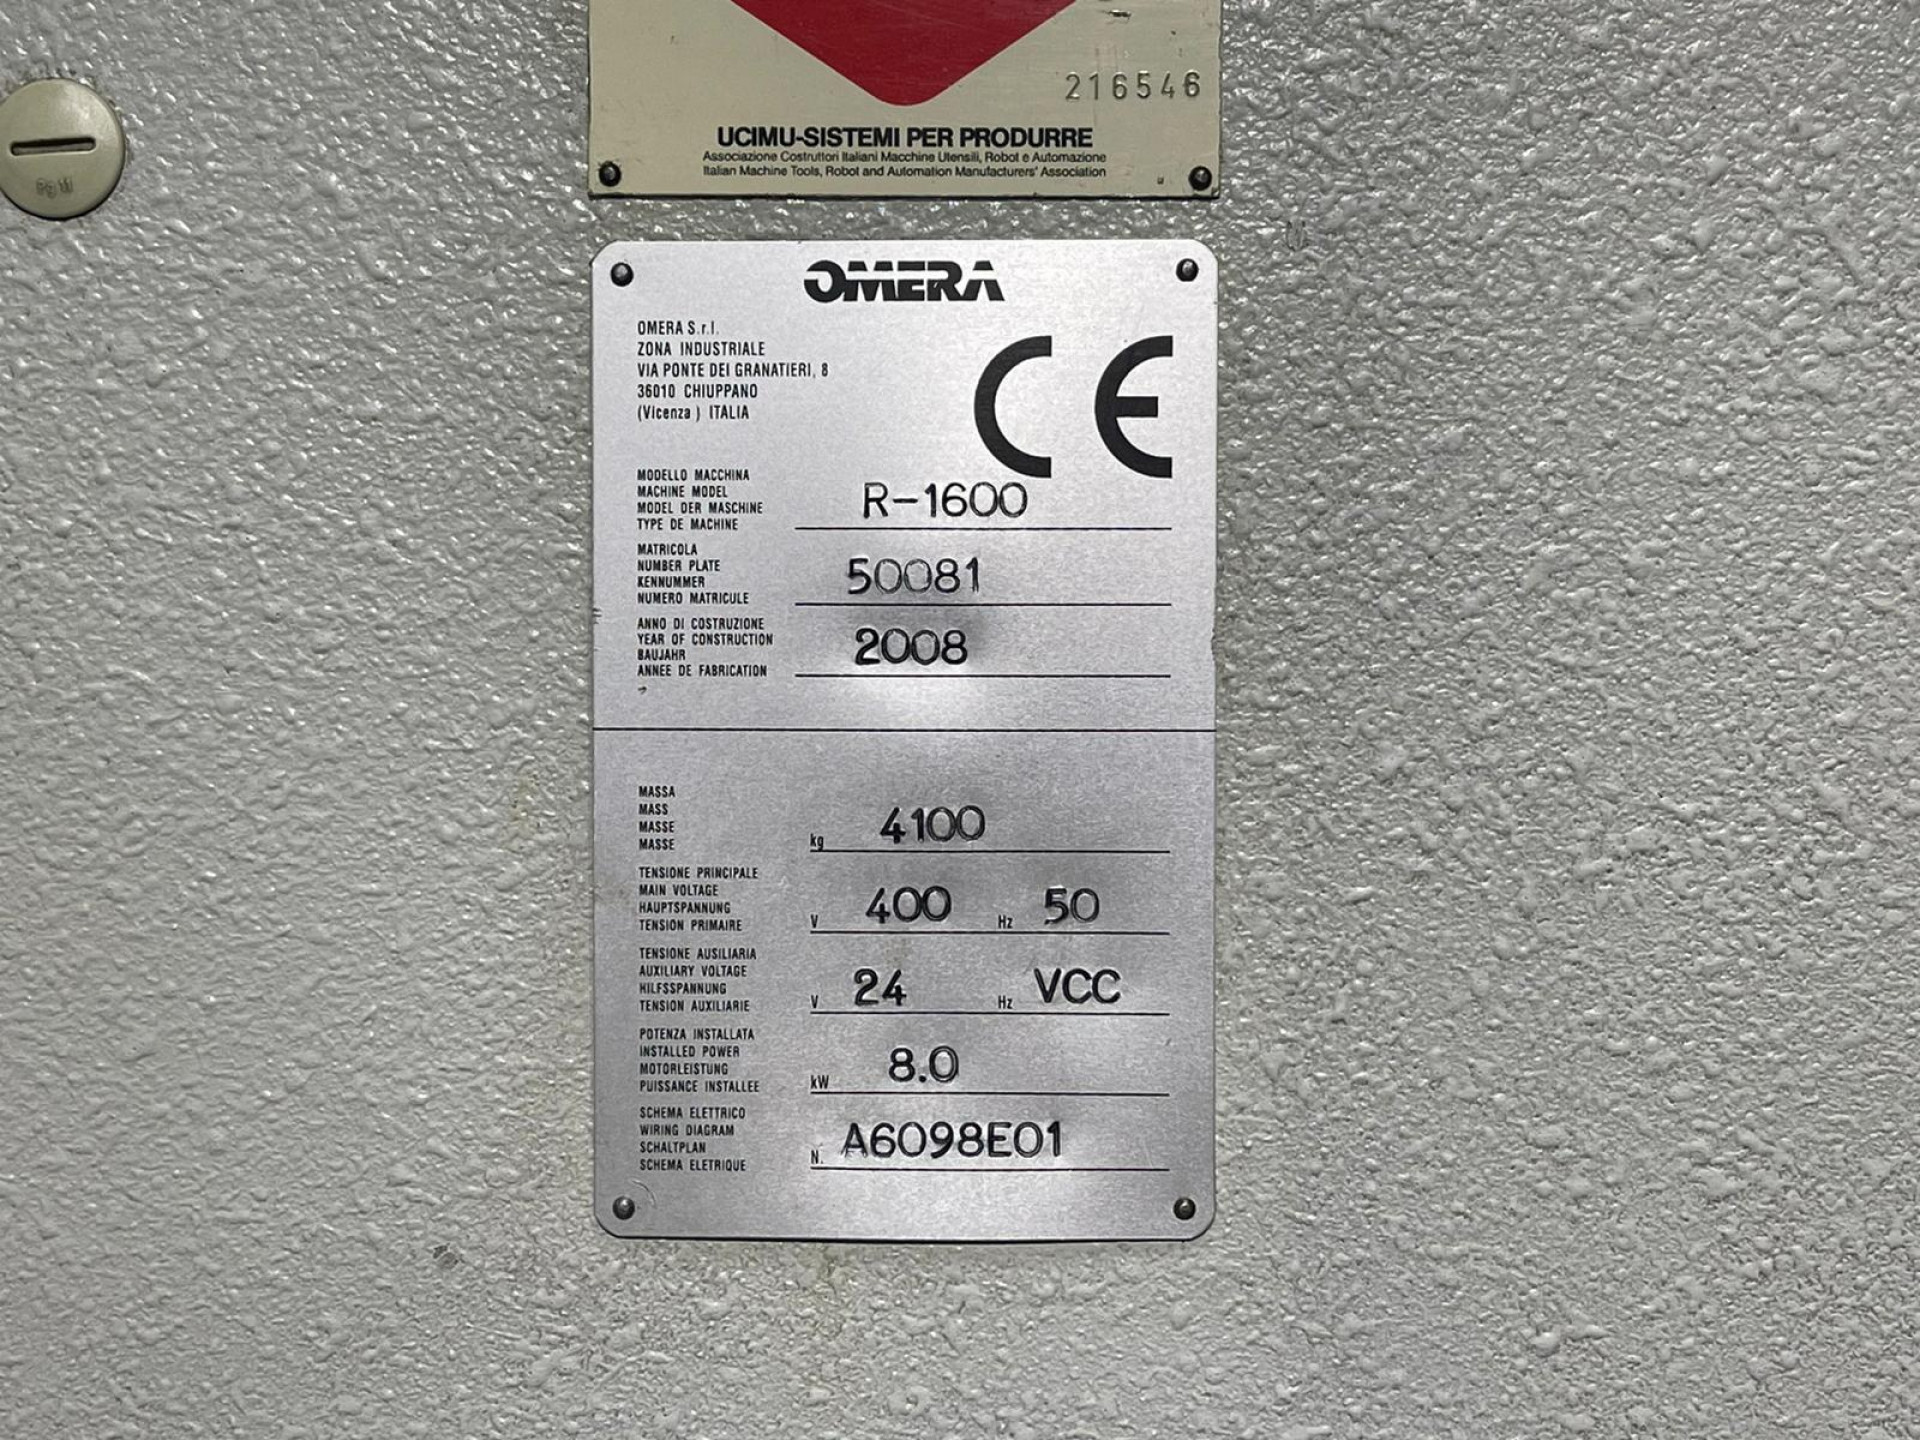 216546
UCIMU-SISTEMI PER PRODURRE
Associazione Costruttori Italiani Macchine Utensili, Robot e Automazione
Italian Machine Tools, Robot and Automation Manufacturers' Association
OMERA
OMERA S.r.l.
ZONA INDUSTRIALE
VIA PONTE DEI GRANATIERI, 8
36010 CHIUPPANO
(Vicenza) ITALIA
CE
MODELLO MACCHINA
MACHINE MODEL
MODEL DER MASCHINE
TYPE DE MACHINE
R-1600
MATRICOLA
NUMBER PLATE
KENNUMMER
NUMERO MATRICULE
50081
ANNO DI COSTRUZIONE
YEAR OF CONSTRUCTION
BAUJAHR
ANNEE DE FABRICATION
2008
MASSA
MASS
MASSE
MASSE
kg 4100
TENSIONE PRINCIPALE
MAIN VOLTAGE
HAUPTSPANNUNG
TENSION PRIMAIRE
V 400 Hz 50
TENSIONE AUSILIARIA
AUXILIARY VOLTAGE
HILFSSPANNUNG
TENSION AUXILIARIE
V 24 Hz VCC
POTENZA INSTALLATA
INSTALLED POWER
MOTORLEISTUNG
PUISSANCE INSTALLEE
kW 8.0
SCHEMA ELETTRICO
WIRING DIAGRAM
SCHALTPLAN
SCHEMA ELETRIQUE
N. A6098E01